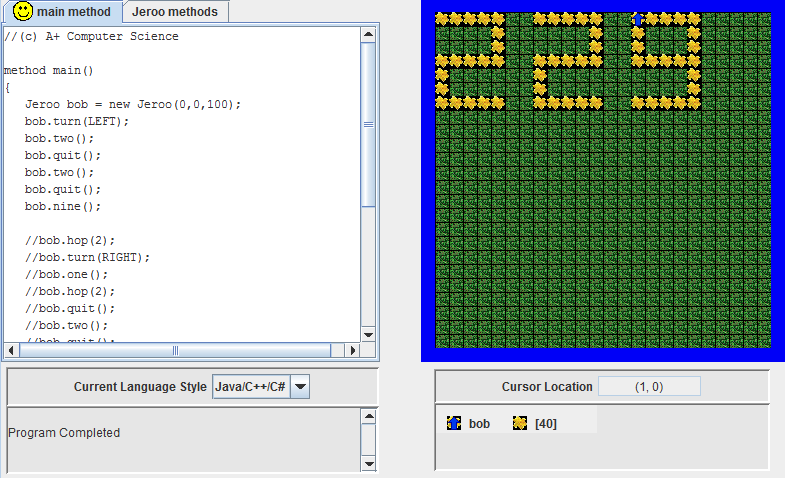 main method Jeroo methods
//(c) A+ Computer Science
method main()
{
Jeroo bob = new Jeroo(0,0,100);
bob.turn(LEFT);
bob.two();
bob.quit();
bob.two();
bob.quit();
bob.nine();
//bob.hop(2);
//bob.turn(RIGHT);
//bob.one();
//bob.hop(2);
//bob.quit();
//bob.two();
//bob.quit();
Current Language Style Java/C++/C#
Program Completed
Cursor Location (1, 0)
bob [40]